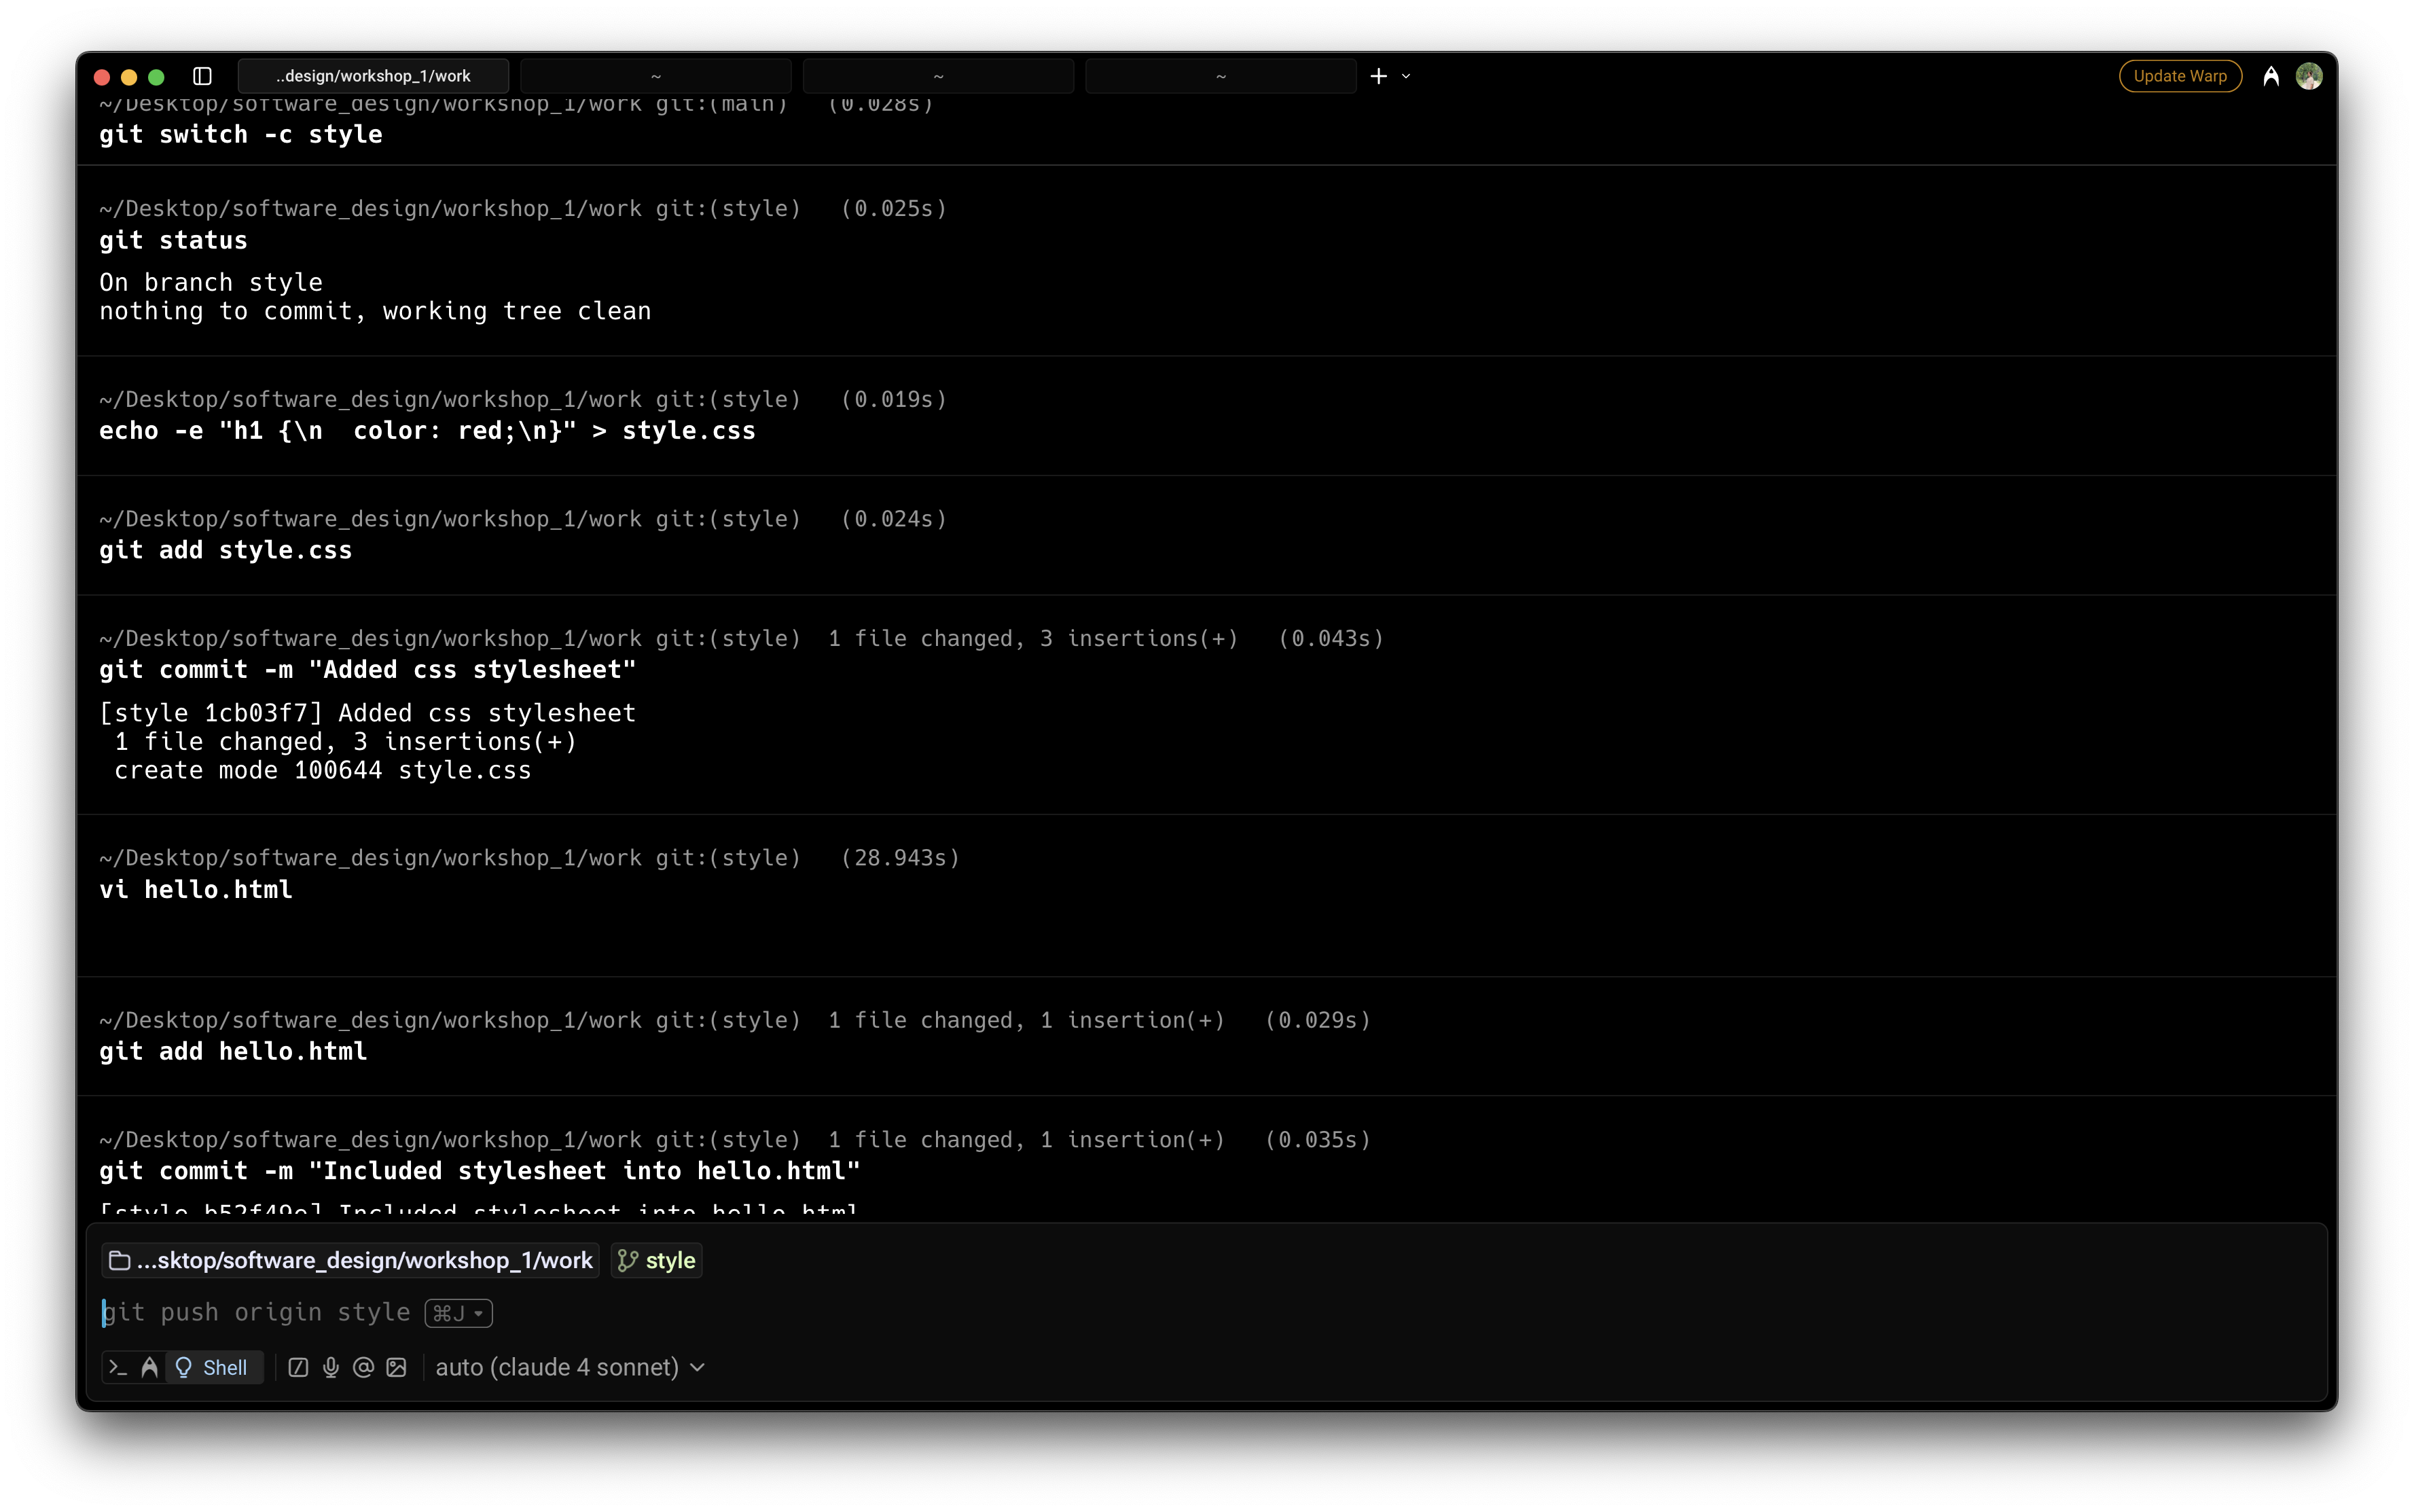 ..design/workshop_1/work ~ ~ ~ Update Warp
~/Desktop/software_design/workshop_1/work git:(main) (0.028s)
git switch -c style
~/Desktop/software_design/workshop_1/work git:(style) (0.025s)
git status
On branch style
nothing to commit, working tree clean
~/Desktop/software_design/workshop_1/work git:(style) (0.019s)
echo -e "h1 {\n  color: red;\n}" > style.css
~/Desktop/software_design/workshop_1/work git:(style) (0.024s)
git add style.css
~/Desktop/software_design/workshop_1/work git:(style) 1 file changed, 3 insertions(+) (0.043s)
git commit -m "Added css stylesheet"
[style 1cb03f7] Added css stylesheet
 1 file changed, 3 insertions(+)
 create mode 100644 style.css
~/Desktop/software_design/workshop_1/work git:(style) (28.943s)
vi hello.html
~/Desktop/software_design/workshop_1/work git:(style) 1 file changed, 1 insertion(+) (0.029s)
git add hello.html
~/Desktop/software_design/workshop_1/work git:(style) 1 file changed, 1 insertion(+) (0.035s)
git commit -m "Included stylesheet into hello.html"
[style b52f49e] Included stylesheet into hello.html
...sktop/software_design/workshop_1/work style
git push origin style ⌘J
Shell auto (claude 4 sonnet)